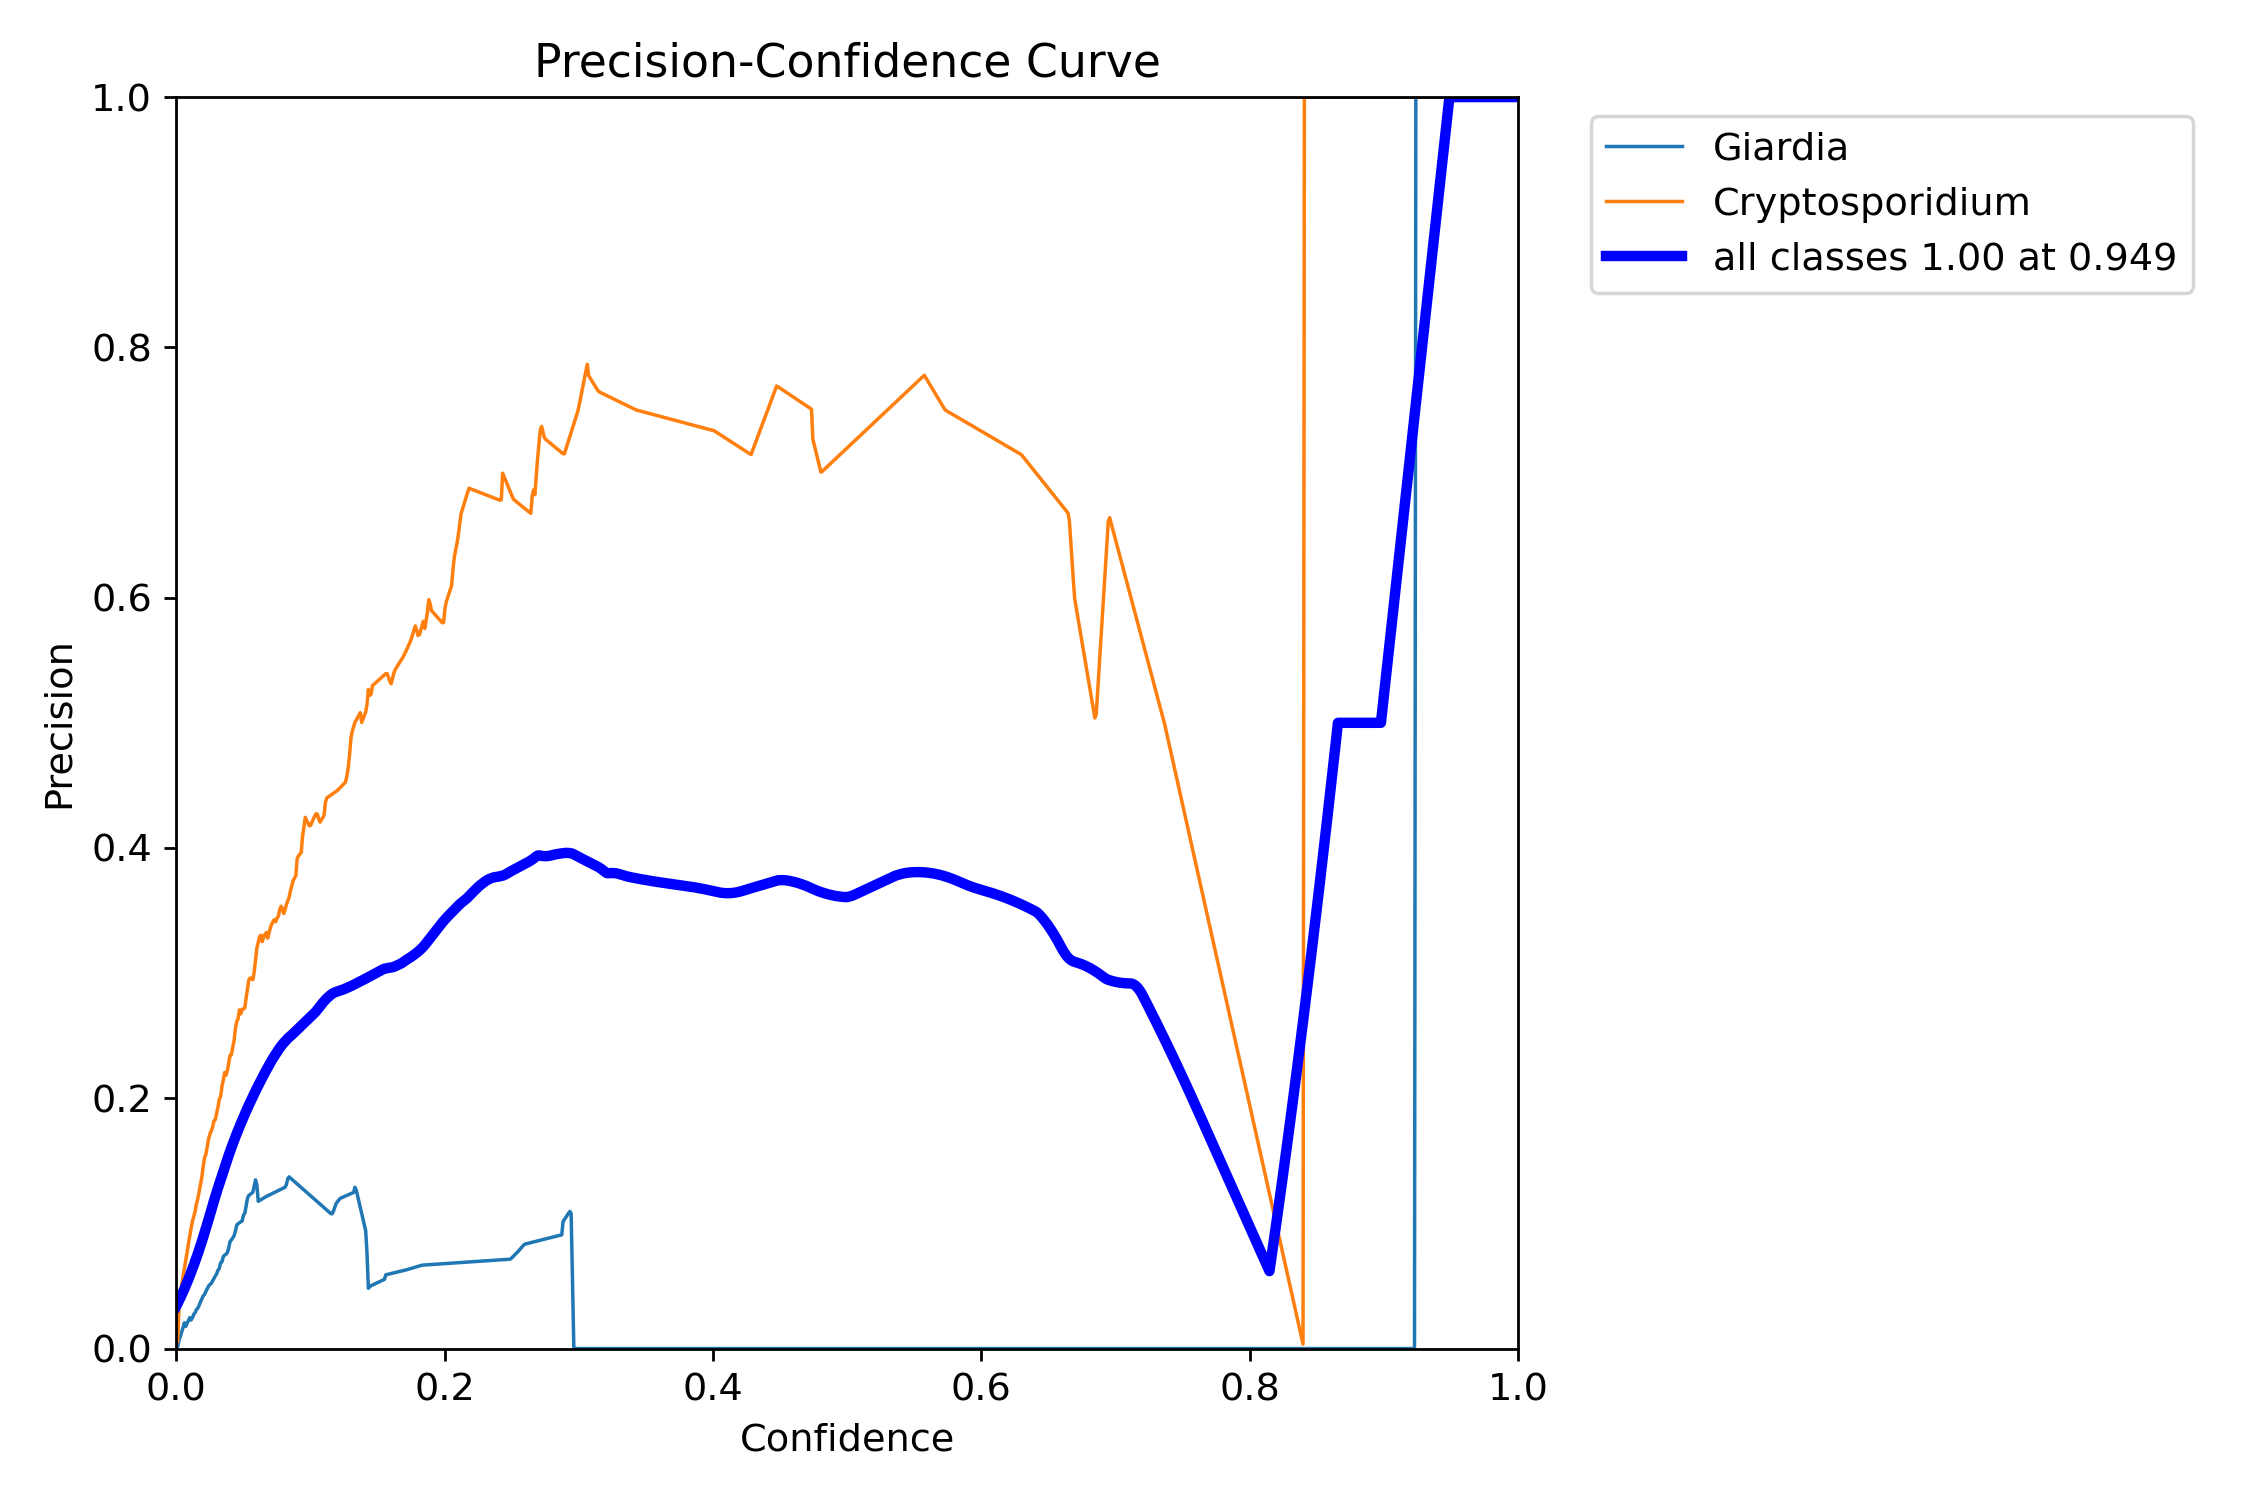 Precision-Confidence Curve
1.0
0.8
0.6
0.4
0.2
0.0
Precision
0.0 0.2 0.4 0.6 0.8 1.0
Confidence
Giardia
Cryptosporidium
all classes 1.00 at 0.949